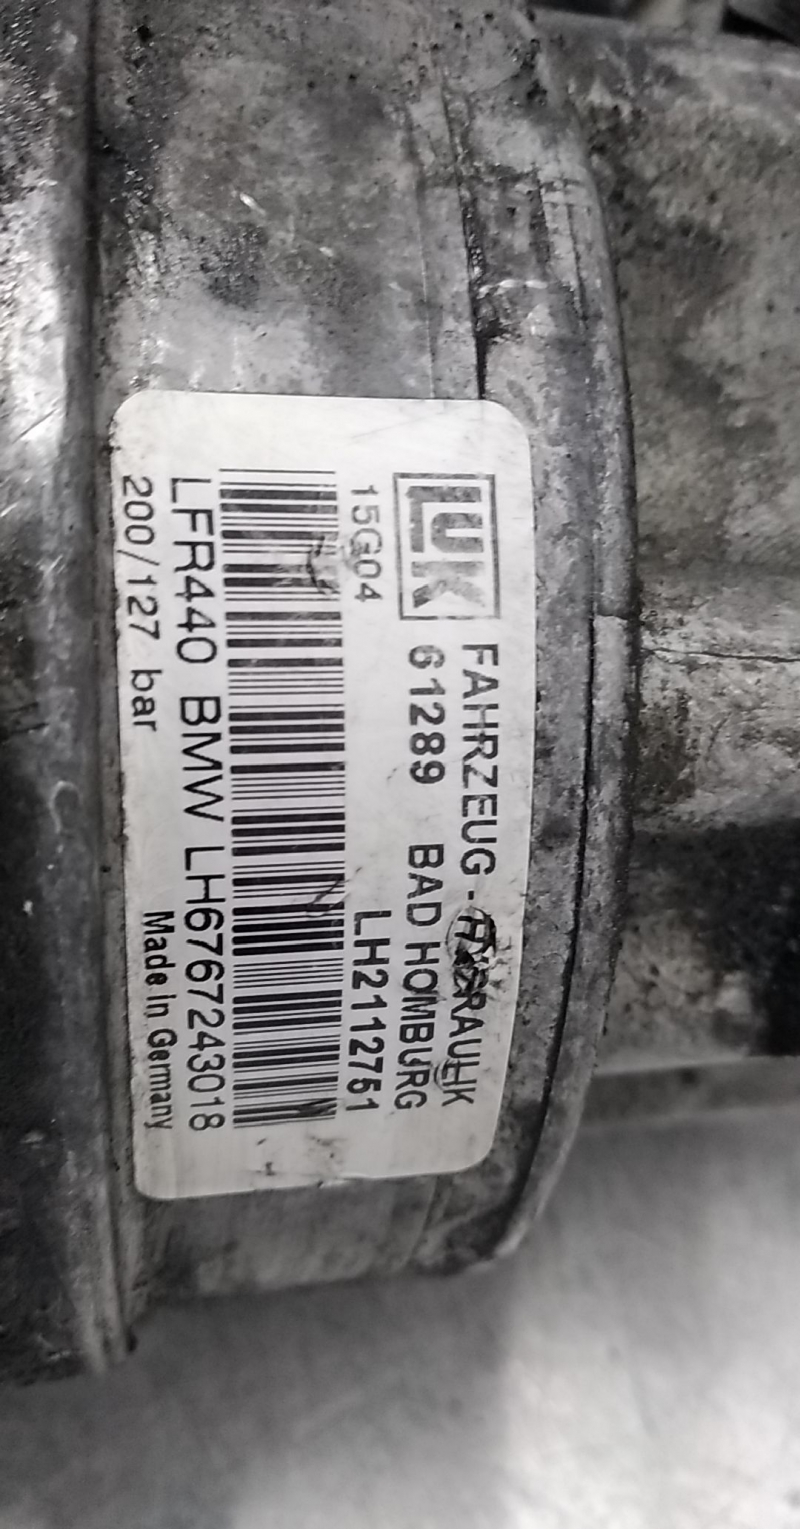 LUK FAHRZEUG - HYDRAULIK
61289 BAD HOMBURG
15G04 LH2112751
LFR440 BMW LH6767243018
200/127 bar Made in Germany